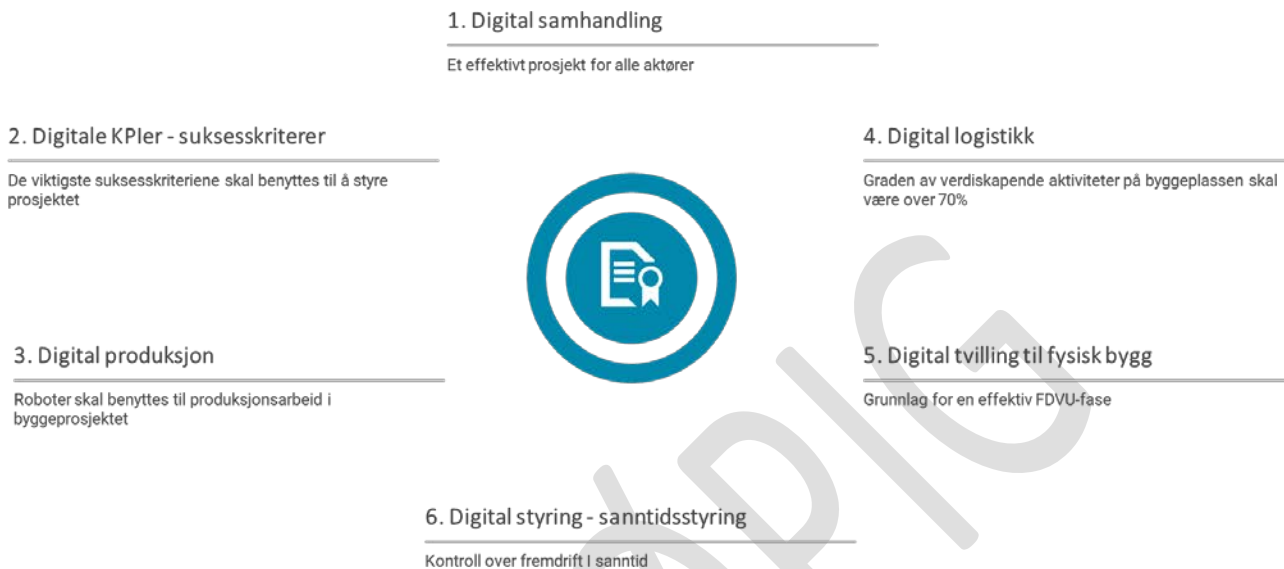 1. Digital samhandling
Et effektivt prosjekt for alle aktører
2. Digitale KPIer - suksesskriterer
De viktigste suksesskriteriene skal benyttes til å styre
prosjektet
3. Digital produksjon
Roboter skal benyttes til produksjonsarbeid i
byggeprosjektet
4. Digital logistikk
Graden av verdiskapende aktiviteter på byggeplassen skal
være over 70%
5. Digital tvilling til fysisk bygg
Grunnlag for en effektiv FDVU-fase
6. Digital styring - sanntidsstyring
Kontroll over fremdrift I sanntid